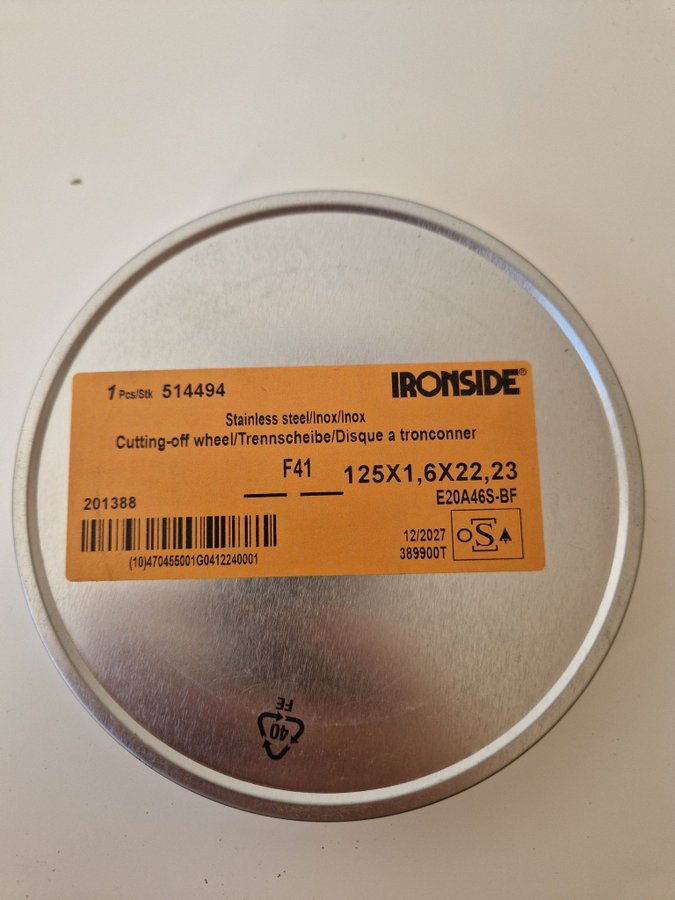 1 Pcs/Stk 514494
IRONSIDE®
Stainless steel/Inox/Inox
Cutting-off wheel/Trennscheibe/Disque a tronconner
F41
125X1,6X22,23
E20A46S-BF
201388
(10)470455001G0412240001
12/2027
389900T
oSa
40
FE